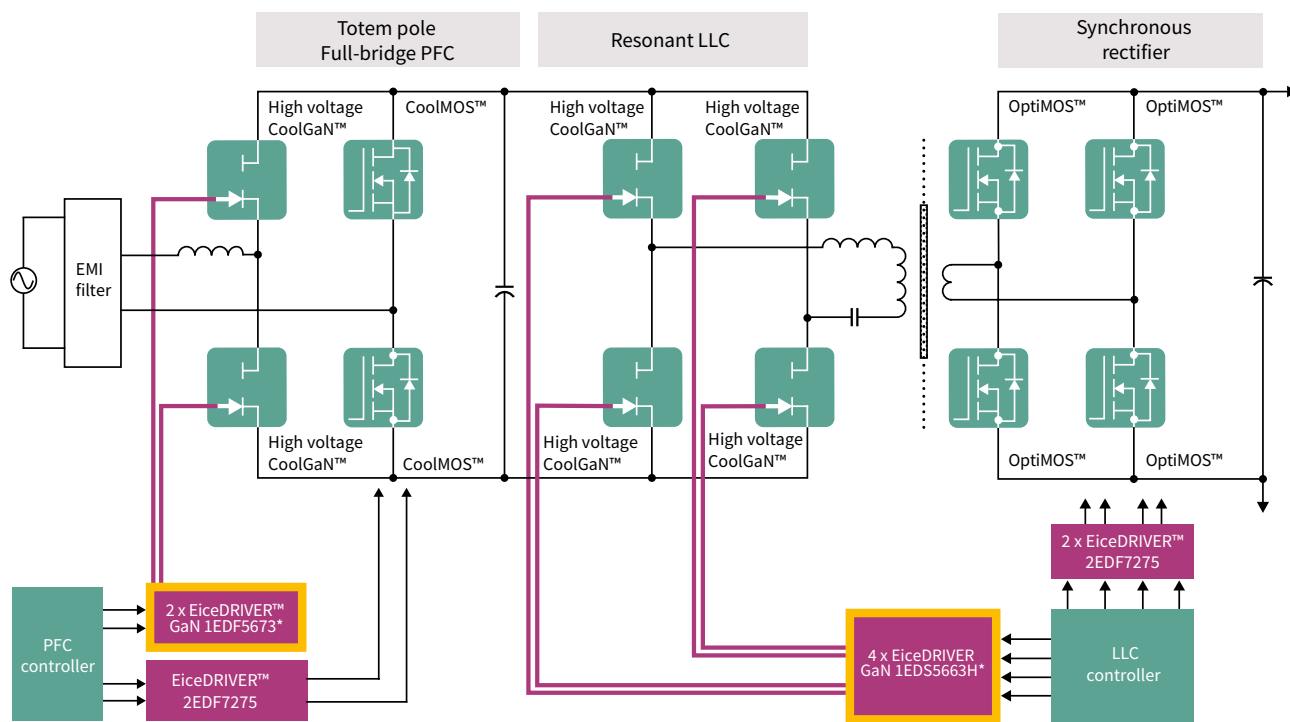 Totem pole
Full-bridge PFC
Resonant LLC
Synchronous
rectifier
High voltage
CoolGaN™
CoolMOS™
High voltage
CoolGaN™
High voltage
CoolGaN™
OptiMOS™
OptiMOS™
EMI
filter
High voltage
CoolGaN™
CoolMOS™
High voltage
CoolGaN™
High voltage
CoolGaN™
OptiMOS™
OptiMOS™
2 x EiceDRIVER™
2EDF7275
PFC
controller
2 x EiceDRIVER™
GaN 1EDF5673*
EiceDRIVER™
2EDF7275
4 x EiceDRIVER
GaN 1EDS5663H*
LLC
controller